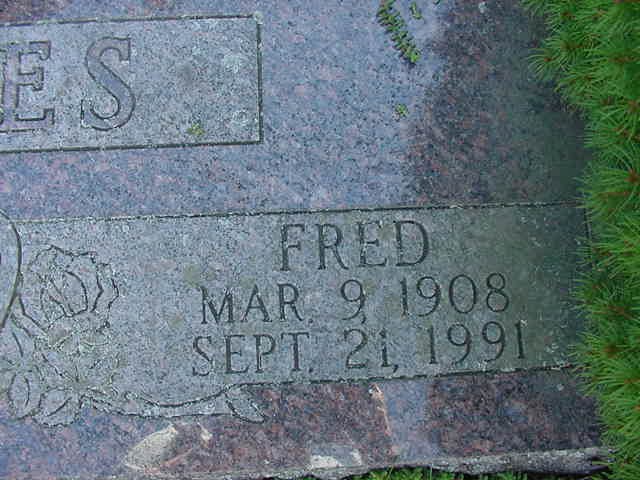 ES
FRED
MAR. 9, 1908
SEPT. 21, 1991